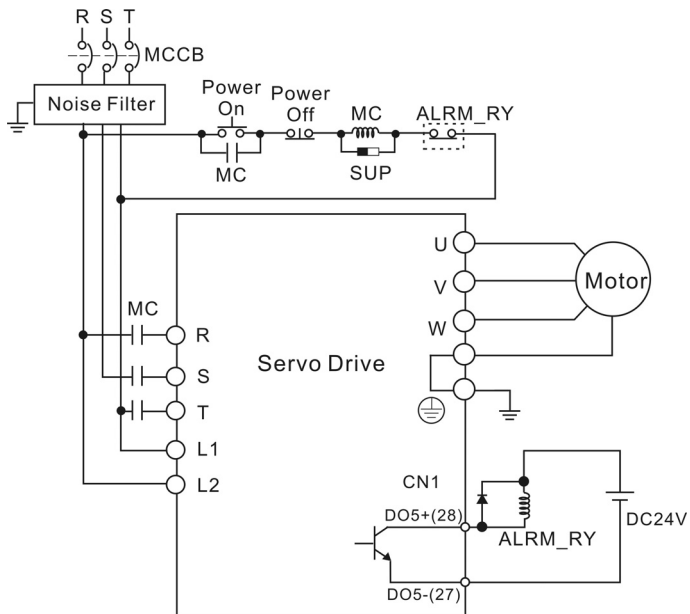 R S T
MCCB
Noise Filter
Power On
Power Off
MC
ALRM_RY
MC
SUP
U
V
W
Motor
MC
R
S
T
L1
L2
Servo Drive
CN1
DO5+(28)
ALRM_RY
DC24V
DO5-(27)